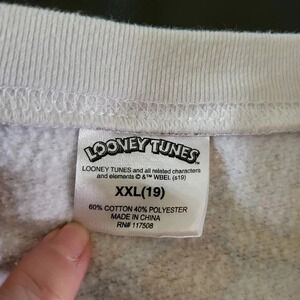 LOONEY TUNES
LOONEY TUNES and all related characters
and elements © & ™ WBEI. (s19)
XXL(19)
60% COTTON 40% POLYESTER
MADE IN CHINA
RN# 117508